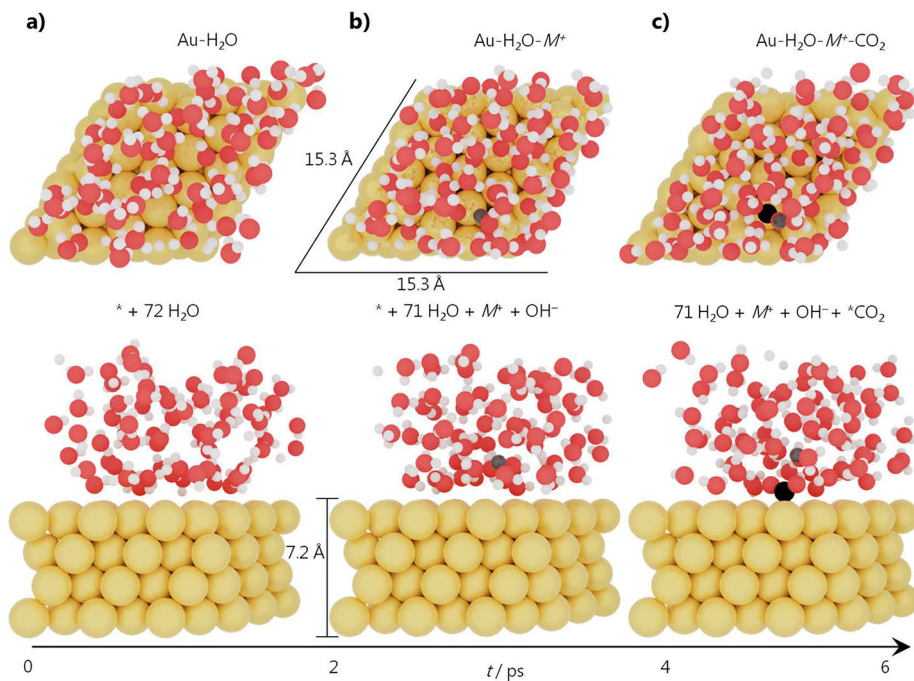 a)
b)
c)
Au-H₂O
Au-H₂O-M⁺
Au-H₂O-M⁺-CO₂
15.3 Å
15.3 Å
* + 72 H₂O
* + 71 H₂O + M⁺ + OH⁻
71 H₂O + M⁺ + OH⁻ + *CO₂
7.2 Å
0
2
t / ps
4
6